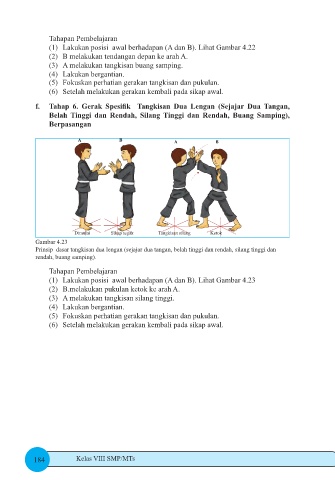 Tahapan Pembelajaran
(1) Lakukan posisi awal berhadapan (A dan B). Lihat Gambar 4.22
(2) B melakukan tendangan depan ke arah A.
(3) A melakukan tangkisan buang samping.
(4) Lakukan bergantian.
(5) Fokuskan perhatian gerakan tangkisan dan pukulan.
(6) Setelah melakukan gerakan kembali pada sikap awal.
f. Tahap 6. Gerak Spesifik Tangkisan Dua Lengan (Sejajar Dua Tangan,
Belah Tinggi dan Rendah, Silang Tinggi dan Rendah, Buang Samping),
Berpasangan
A B A B
Sikap tegak Tangkisan silang Ketok
Gambar 4.23
Prinsip dasar tangkisan dua lengan (sejajar dua tangan, belah tinggi dan rendah, silang tinggi dan
rendah, buang samping).
Tahapan Pembelajaran
(1) Lakukan posisi awal berhadapan (A dan B). Lihat Gambar 4.23
(2) B.melakukan pukulan ketok ke arah A.
(3) A melakukan tangkisan silang tinggi.
(4) Lakukan bergantian.
(5) Fokuskan perhatian gerakan tangkisan dan pukulan.
(6) Setelah melakukan gerakan kembali pada sikap awal.
184 Kelas VIII SMP/MTs